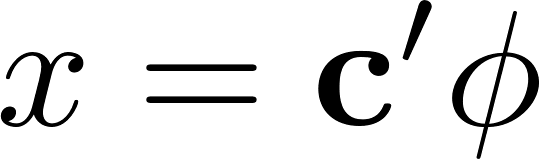 x = 𝐜′ϕ